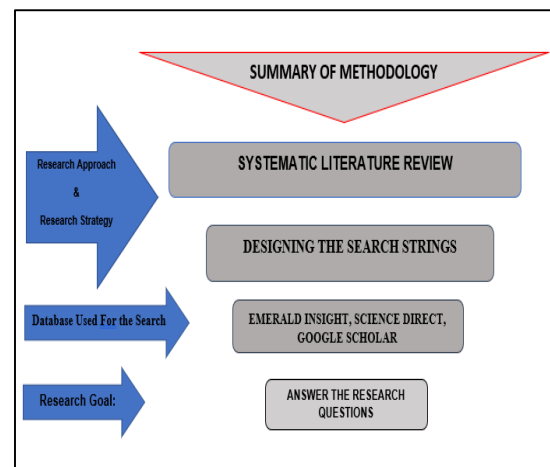 SUMMARY OF METHODOLOGY
Research Approach
&
Research Strategy
SYSTEMATIC LITERATURE REVIEW
DESIGNING THE SEARCH STRINGS
Database Used For the Search
EMERALD INSIGHT, SCIENCE DIRECT,
GOOGLE SCHOLAR
Research Goal:
ANSWER THE RESEARCH
QUESTIONS